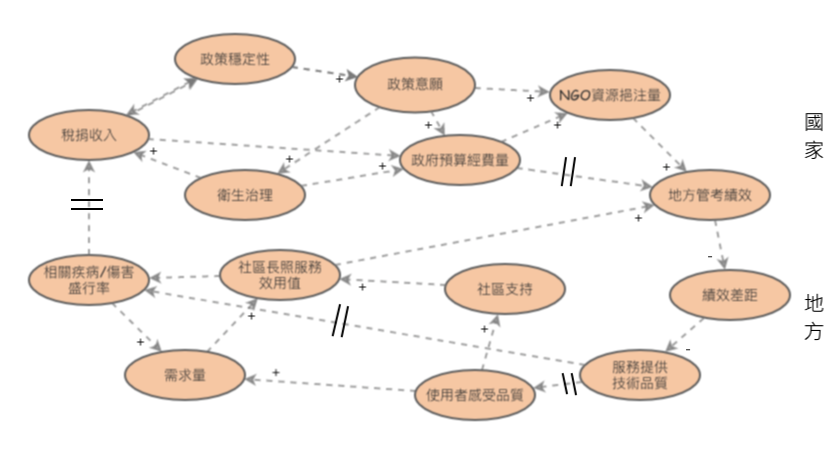 政策穩定性
政策意願
NGO資源挹注量
稅捐收入
政府預算經費量
衛生治理
地方管考績效
國
家
相關疾病/傷害
盛行率
社區長照服務
效用值
社區支持
績效差距
地
方
需求量
使用者感受品質
服務提供
技術品質
+
+
+
+
+
+
+
+
+
+
+
+
+
+
-
-